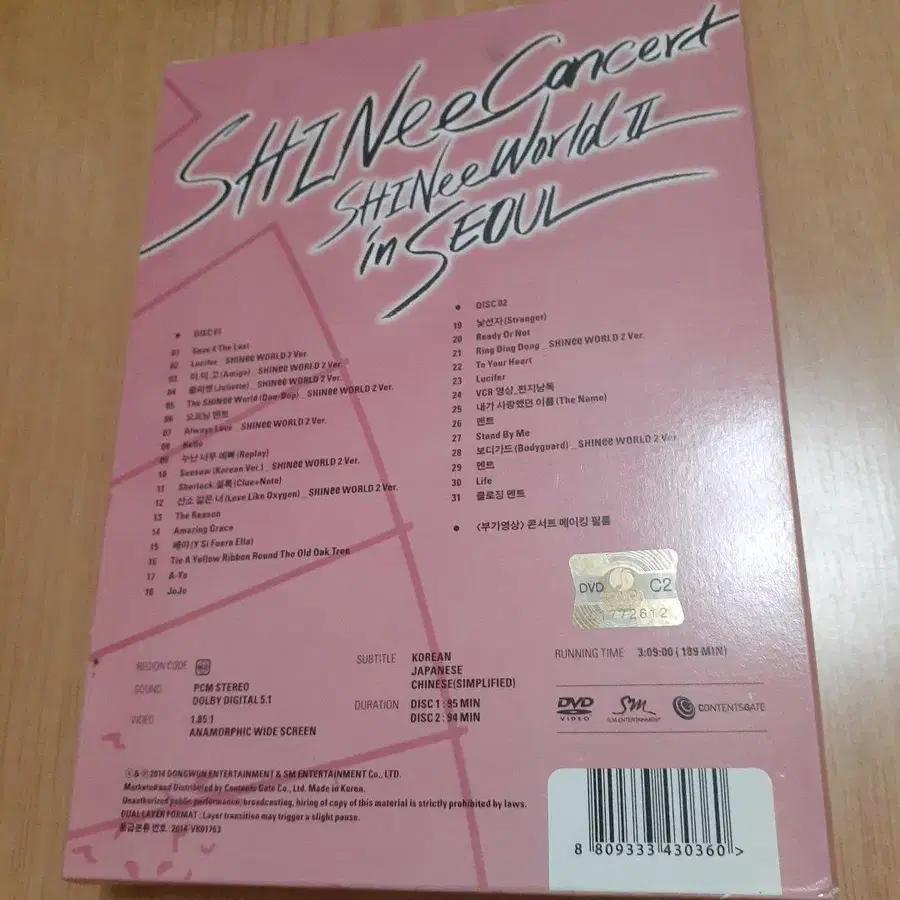 SHINee Concert
SHINee World II
in SEOUL
DISC 01
01 Save & The Last
02 Lucifer _ SHINee WORLD 2 Ver.
03 아.미.고 (Amigo) _ SHINee WORLD 2 Ver.
04 줄리엣 (Juliette) _ SHINee WORLD 2 Ver.
05 The SHINee World (Doo-Bop) _ SHINee WORLD 2 Ver.
06 오프닝 멘트
07 Always Love _ SHINee WORLD 2 Ver.
08 Hello
09 누난 너무 예뻐 (Replay)
10 Seesaw (Korean Ver.) _ SHINee WORLD 2 Ver.
11 Sherlock·셜록 (Clue+Note)
12 산소 같은 너 (Love Like Oxygen) _ SHINee WORLD 2 Ver.
13 The Reason
14 Amazing Grace
15 혜야 (Y Si Fuera Ella)
16 Tie A Yellow Ribbon Round The Old Oak Tree
17 A-Yo
18 JoJo
DISC 02
19 낯선자 (Stranger)
20 Ready Or Not
21 Ring Ding Dong _ SHINee WORLD 2 Ver.
22 To Your Heart
23 Lucifer
24 VCR 영상_편지낭독
25 내가 사랑했던 이름 (The Name)
26 멘트
27 Stand By Me
28 보디가드 (Bodyguard) _ SHINee WORLD 2 Ver.
29 멘트
30 Life
31 클로징 멘트
<부가영상> 콘서트 메이킹 필름
DVD C2
1772612
REGION CODE
SOUND PCM STEREO
DOLBY DIGITAL 5.1
VIDEO 1.85:1
ANAMORPHIC WIDE SCREEN
SUBTITLE KOREAN
JAPANESE
CHINESE(SIMPLIFIED)
DURATION DISC 1 : 95 MIN
DISC 2 : 94 MIN
RUNNING TIME 3:09:00 ( 189 MIN)
DVD VIDEO
SM
S.M.ENTERTAINMENT
CONTENTSGATE
ⓒ & ⓟ 2014 DONGWUN ENTERTAINMENT & SM ENTERTAINMENT Co., LTD.
Marketed and Distributed by Contents Gate Co., Ltd. Made in Korea.
Unauthorized public performance, broadcasting, hiring of copy of this material is strictly prohibited by laws.
DUAL LAYER FORMAT : Layer transition may trigger a slight pause.
등급분류 번호: 2014-VK01763
8 809333 430360 >